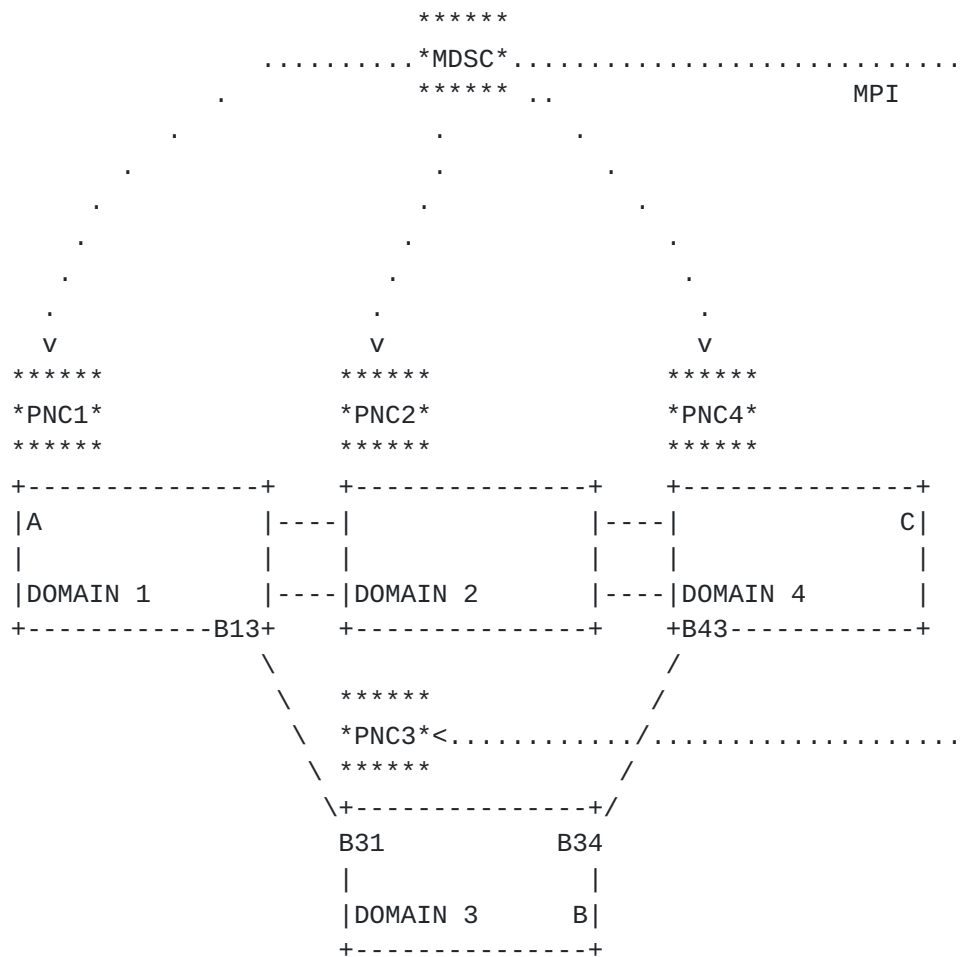 ******
..........*MDSC*.............................
. ****** .. MPI
. . .
. . .
. . .
. . .
. . .
. . .
v v v
****** ****** ******
*PNC1* *PNC2* *PNC4*
****** ****** ******
+---------------+ +---------------+ +---------------+
|A |----| |----| C|
| | | | | |
|DOMAIN 1 |----|DOMAIN 2 |----|DOMAIN 4 |
+------------B13+ +---------------+ +B43------------+
\ /
\ ****** /
\ *PNC3*<............/....................
\ ****** /
\+---------------+/
B31 B34
| |
|DOMAIN 3 B|
+---------------+